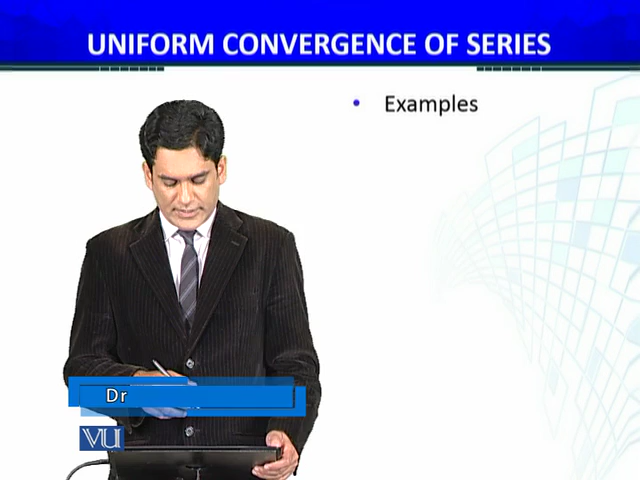 UNIFORM CONVERGENCE OF SERIES
• Examples
Dr
VU